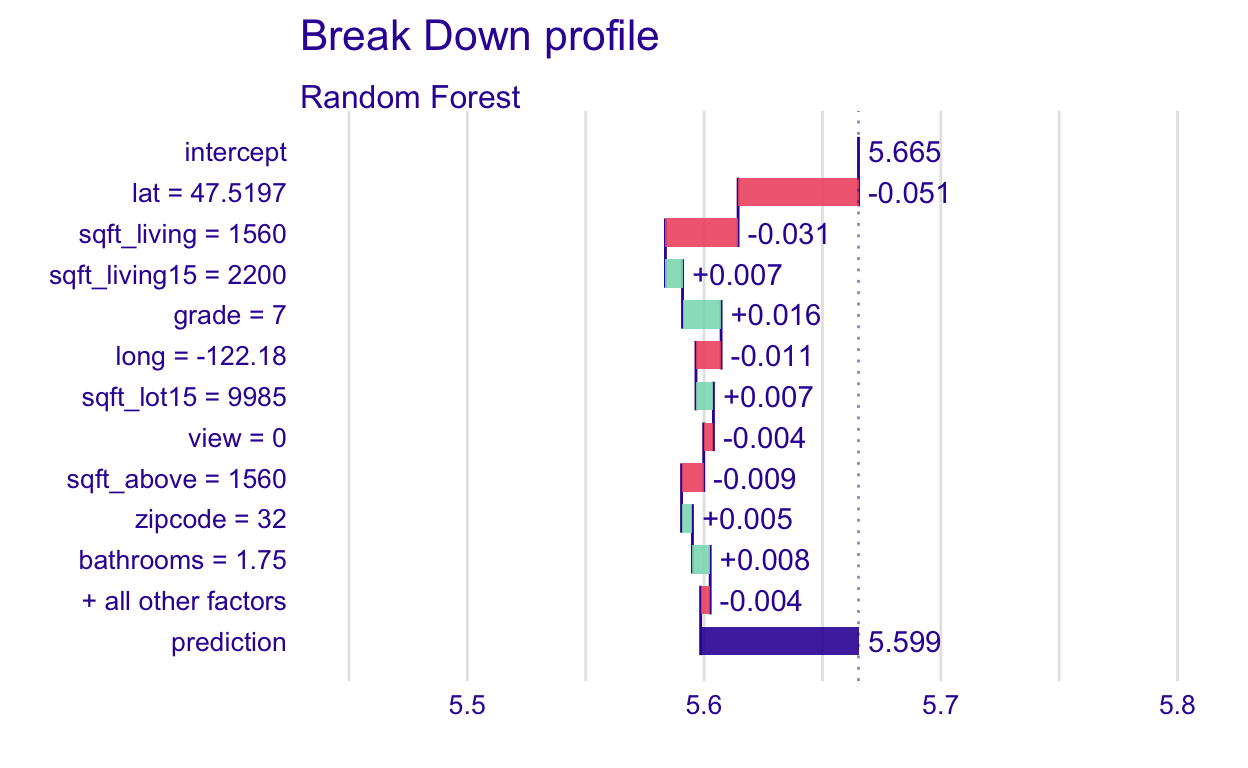 Break Down profile
Random Forest
intercept 5.665
lat = 47.5197 -0.051
sqft_living = 1560 -0.031
sqft_living15 = 2200 +0.007
grade = 7 +0.016
long = -122.18 -0.011
sqft_lot15 = 9985 +0.007
view = 0 -0.004
sqft_above = 1560 -0.009
zipcode = 32 +0.005
bathrooms = 1.75 +0.008
+ all other factors -0.004
prediction 5.599
5.5 5.6 5.7 5.8